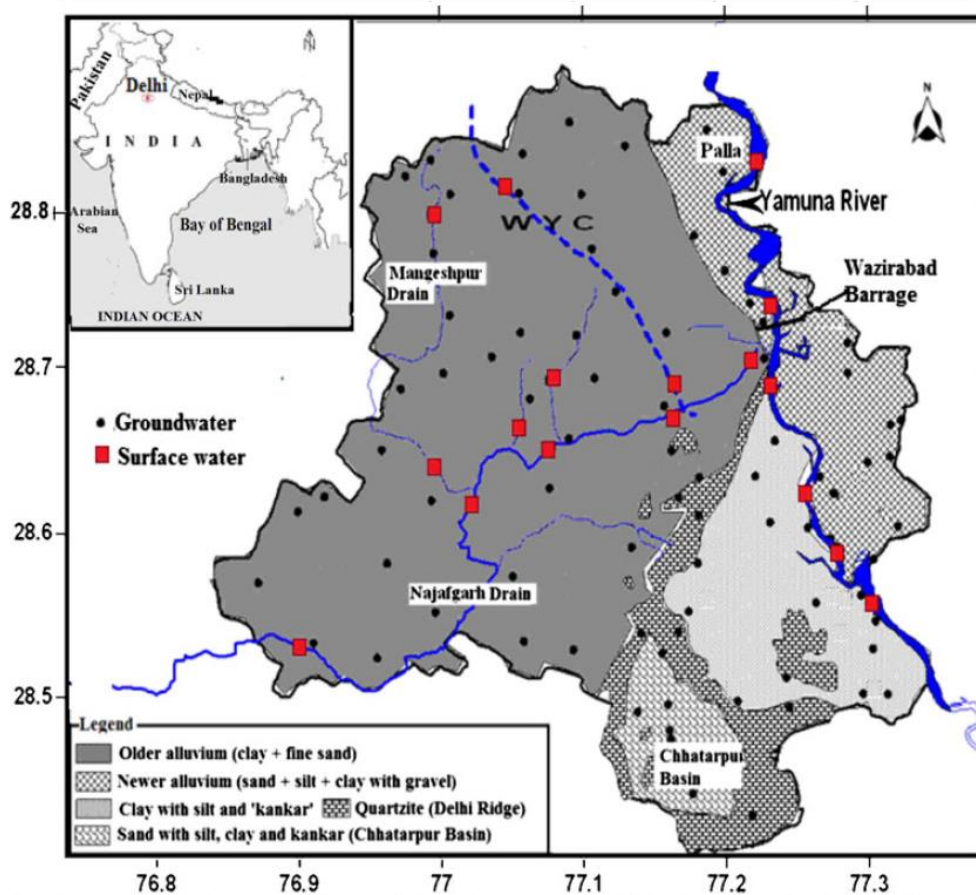 N
Pakistan
Delhi
Nepal
I N D I A
Bangladesh
Arabian
Sea
Bay of Bengal
Sri Lanka
INDIAN OCEAN
N
Palla
Yamuna River
W Y C
Wazirabad
Barrage
Mangeshpur
Drain
28.8
28.7
28.6
28.5
Groundwater
Surface water
Najafgarh Drain
Chhatarpur
Basin
Legend
Older alluvium (clay + fine sand)
Newer alluvium (sand + silt + clay with gravel)
Clay with silt and 'kankar' Quartzite (Delhi Ridge)
Sand with silt, clay and kankar (Chhatarpur Basin)
76.8 76.9 77 77.1 77.2 77.3